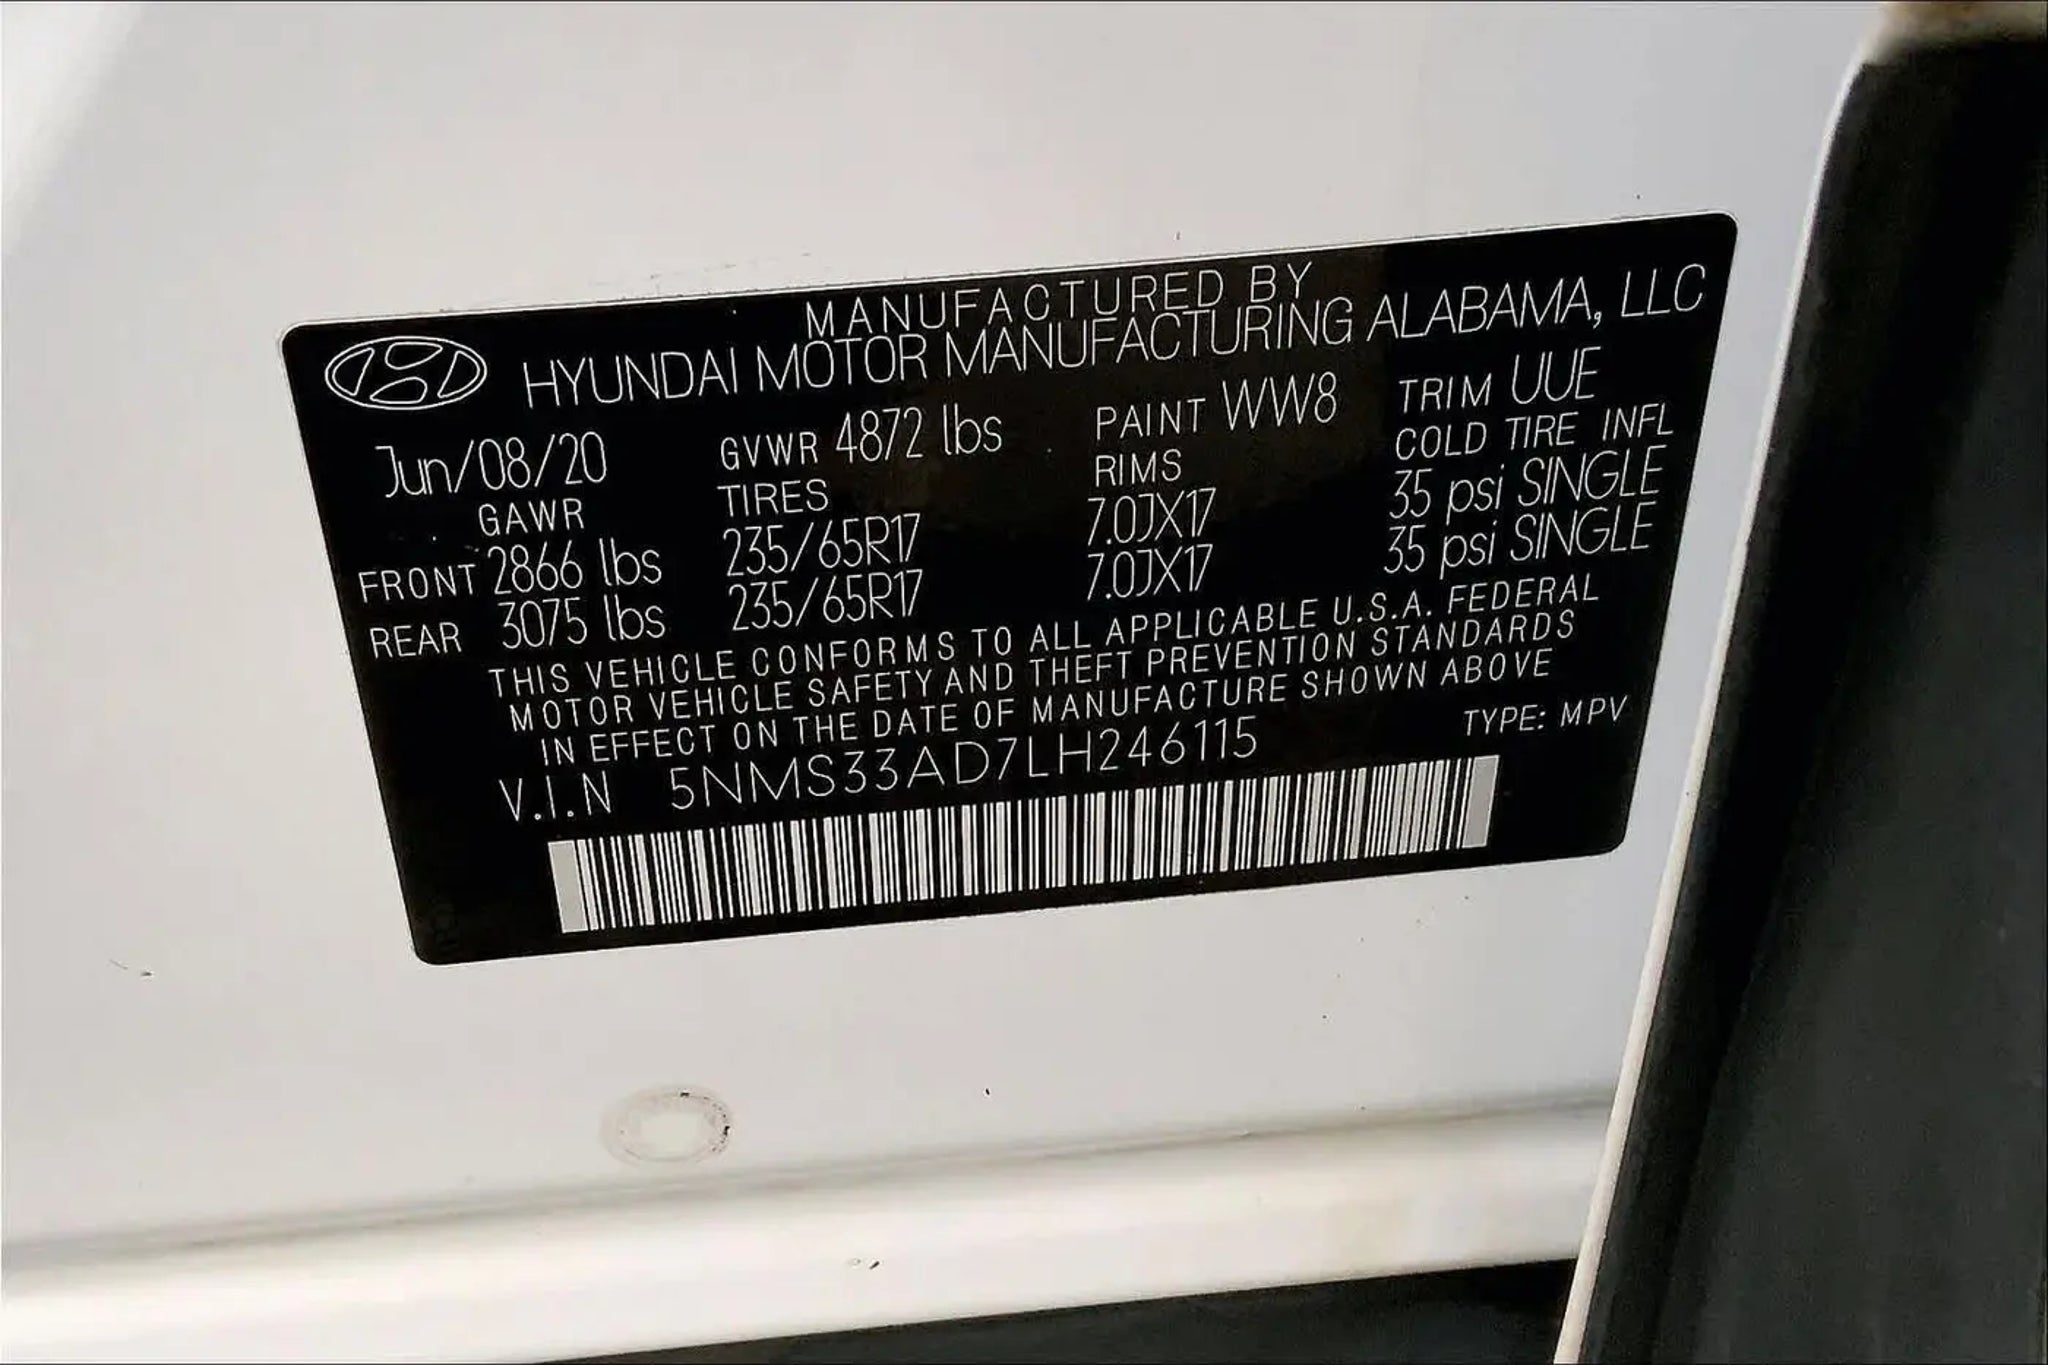 MANUFACTURED BY
HYUNDAI MOTOR MANUFACTURING ALABAMA, LLC
Jun/08/20 GVWR 4872 lbs PAINT WW8 TRIM UUE
GAWR TIRES RIMS COLD TIRE INFL
FRONT 2866 lbs 235/65R17 7.0JX17 35 psi SINGLE
REAR 3075 lbs 235/65R17 7.0JX17 35 psi SINGLE
THIS VEHICLE CONFORMS TO ALL APPLICABLE U.S.A. FEDERAL
MOTOR VEHICLE SAFETY AND THEFT PREVENTION STANDARDS
IN EFFECT ON THE DATE OF MANUFACTURE SHOWN ABOVE
V.I.N 5NMS33AD7LH246115 TYPE: MPV